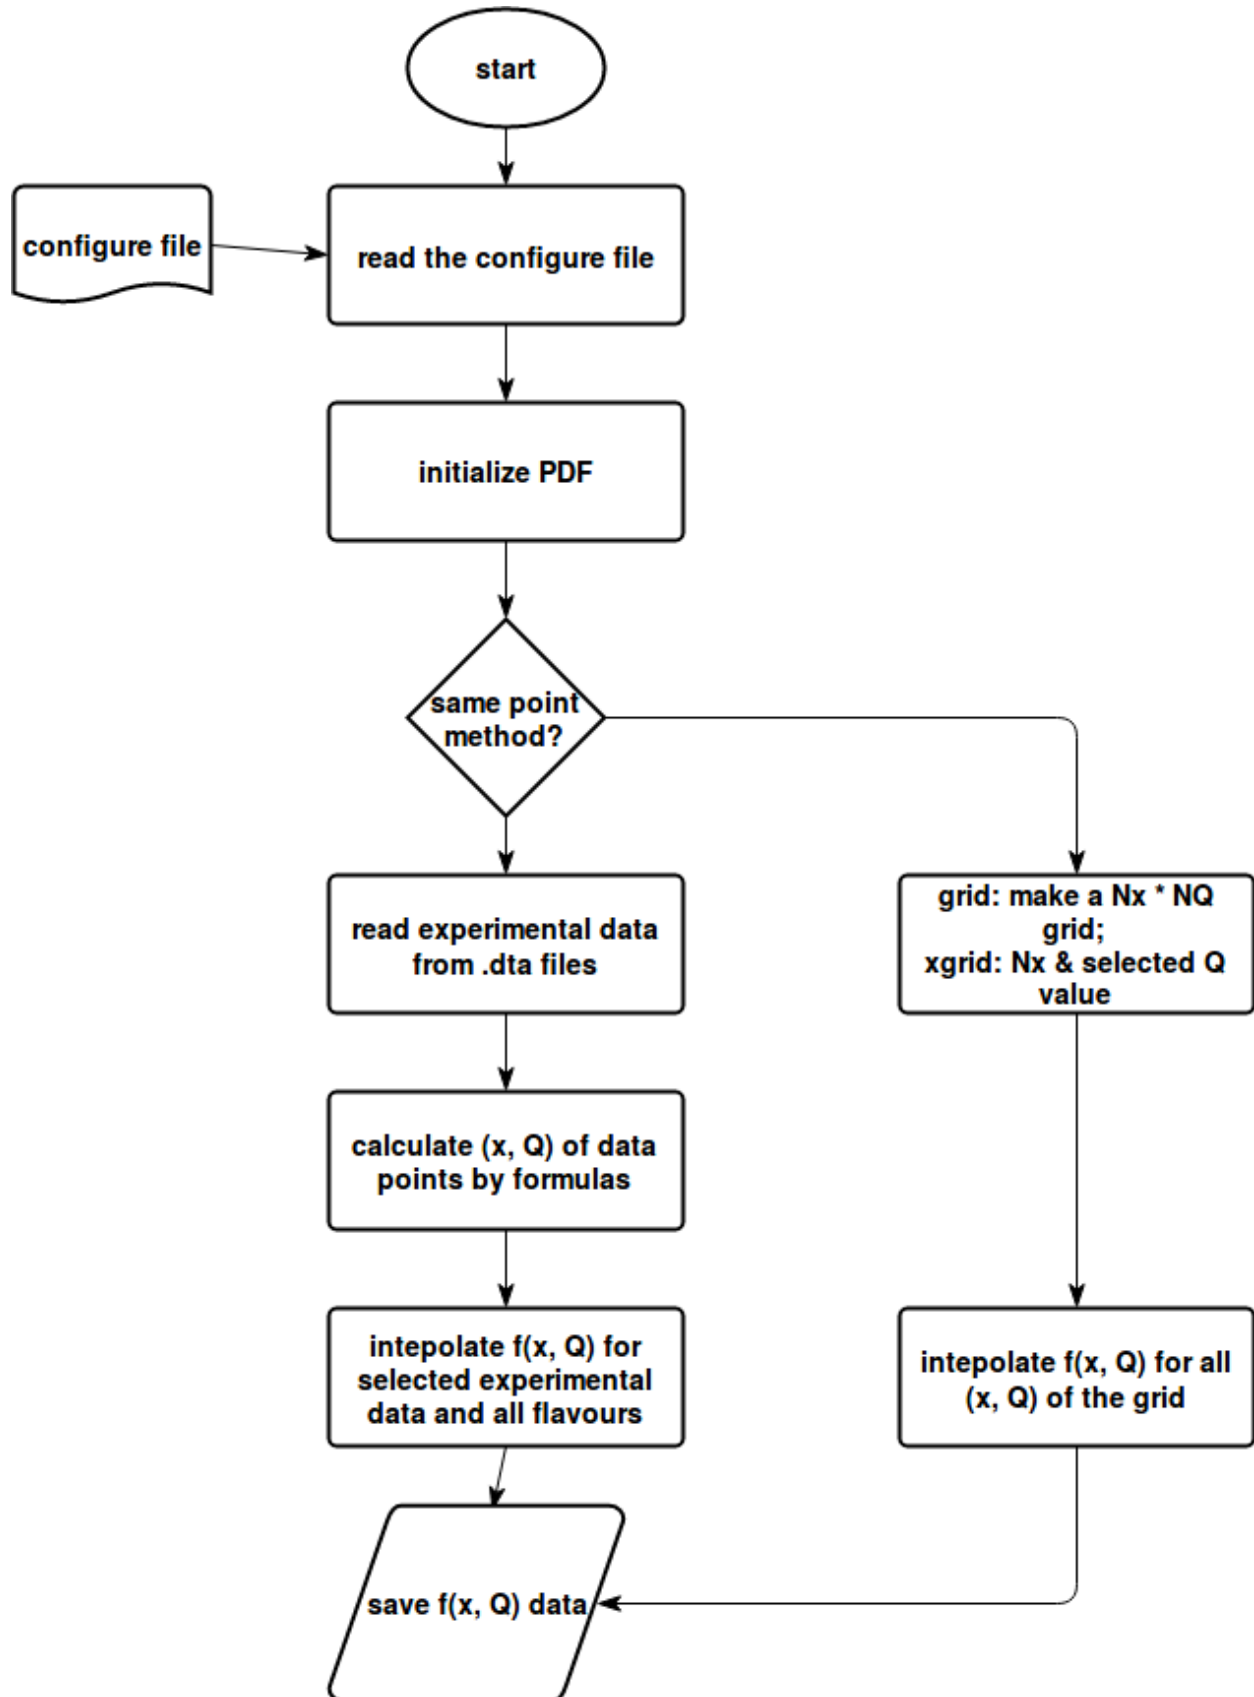 start
configure file
read the configure file
initialize PDF
same point
method?
read experimental data
from .dta files
grid: make a Nx * NQ
grid;
xgrid: Nx & selected Q
value
calculate (x, Q) of data
points by formulas
intepolate f(x, Q) for
selected experimental
data and all flavours
intepolate f(x, Q) for all
(x, Q) of the grid
save f(x, Q) data